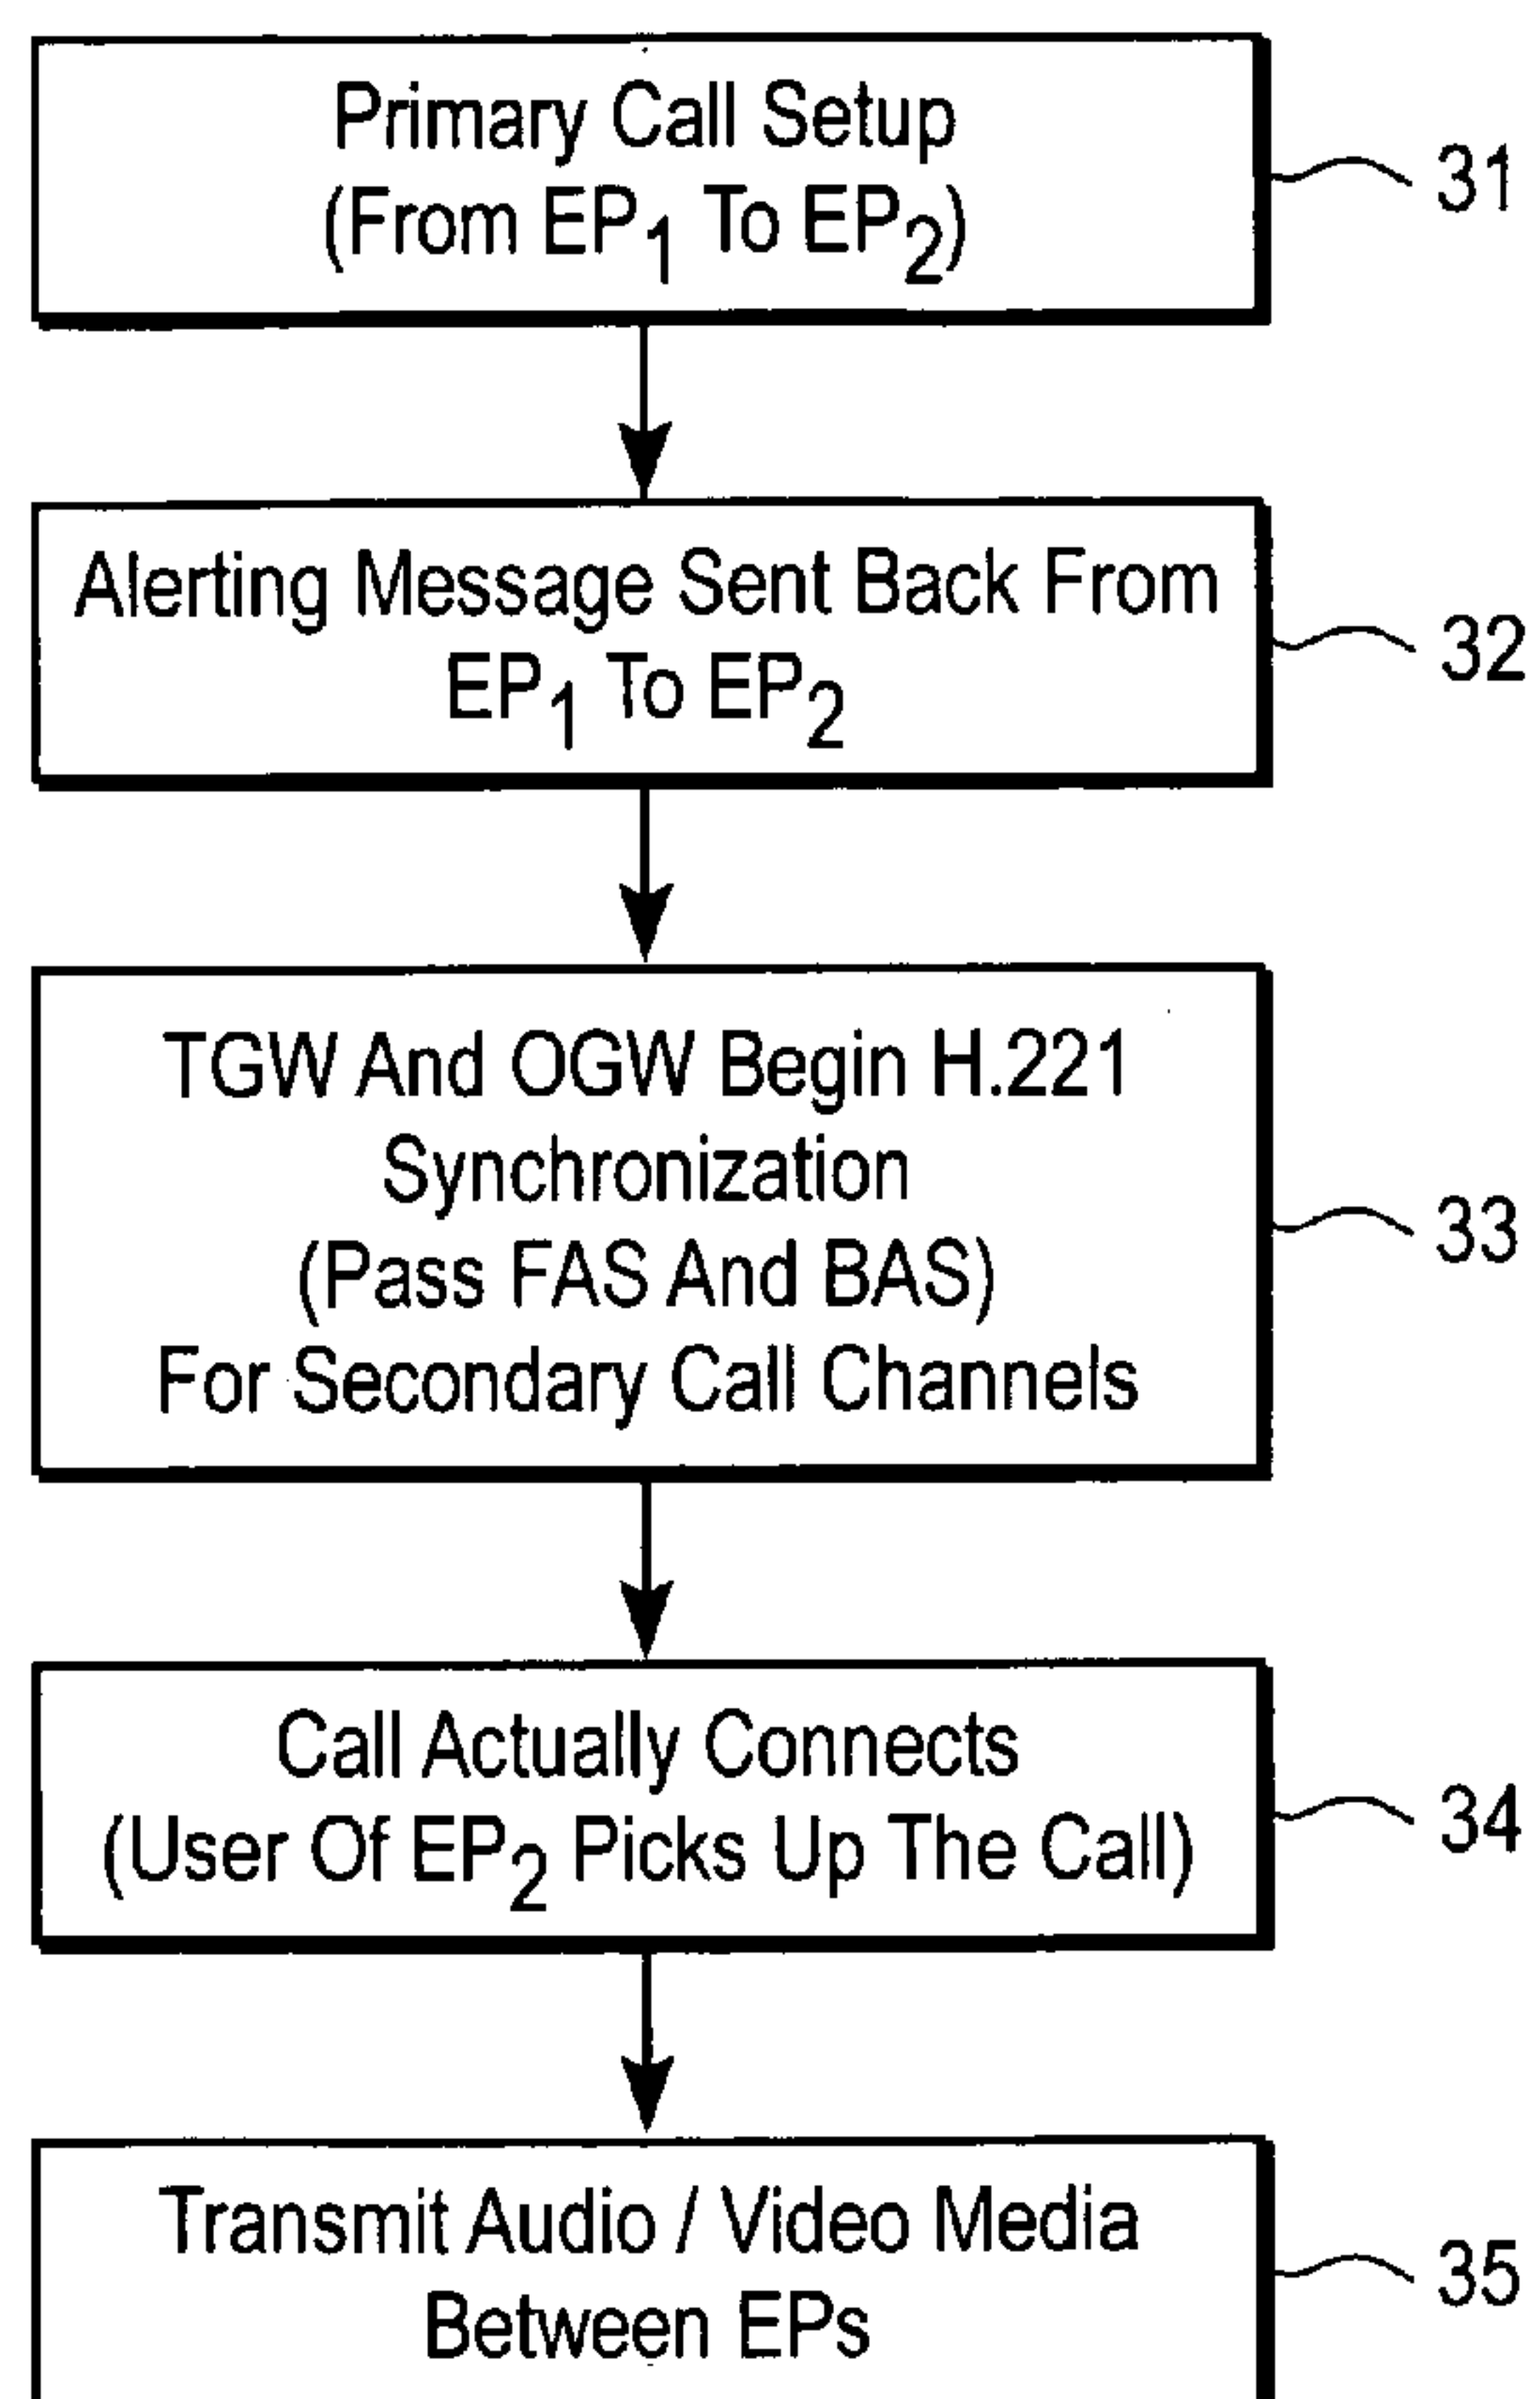 Primary Call Setup
(From EP1 To EP2)
31
Alerting Message Sent Back From
EP1 To EP2
32
TGW And OGW Begin H.221
Synchronization
(Pass FAS And BAS)
For Secondary Call Channels
33
Call Actually Connects
(User Of EP2 Picks Up The Call)
34
Transmit Audio / Video Media
Between EPs
35